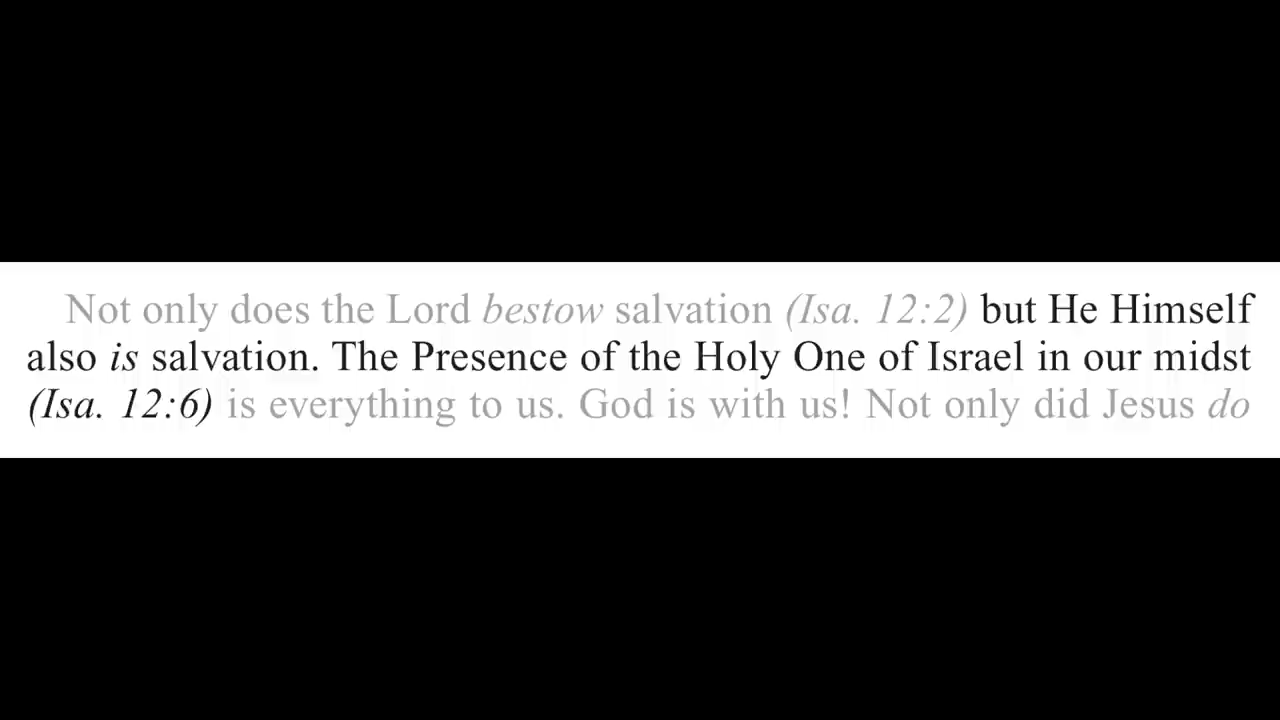 Not only does the Lord bestow salvation (Isa. 12:2) but He Himself
also is salvation. The Presence of the Holy One of Israel in our midst
(Isa. 12:6) is everything to us. God is with us! Not only did Jesus do